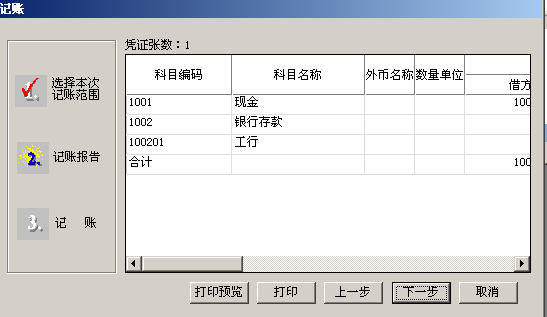 记账
凭证张数：1
1. 选择本次
记账范围
2. 记账报告
3. 记 账
科目编码 科目名称 外币名称 数量单位 借方
1001 现金 100
1002 银行存款
100201 工行
合计 100
打印预览 打印 上一步 下一步 取消